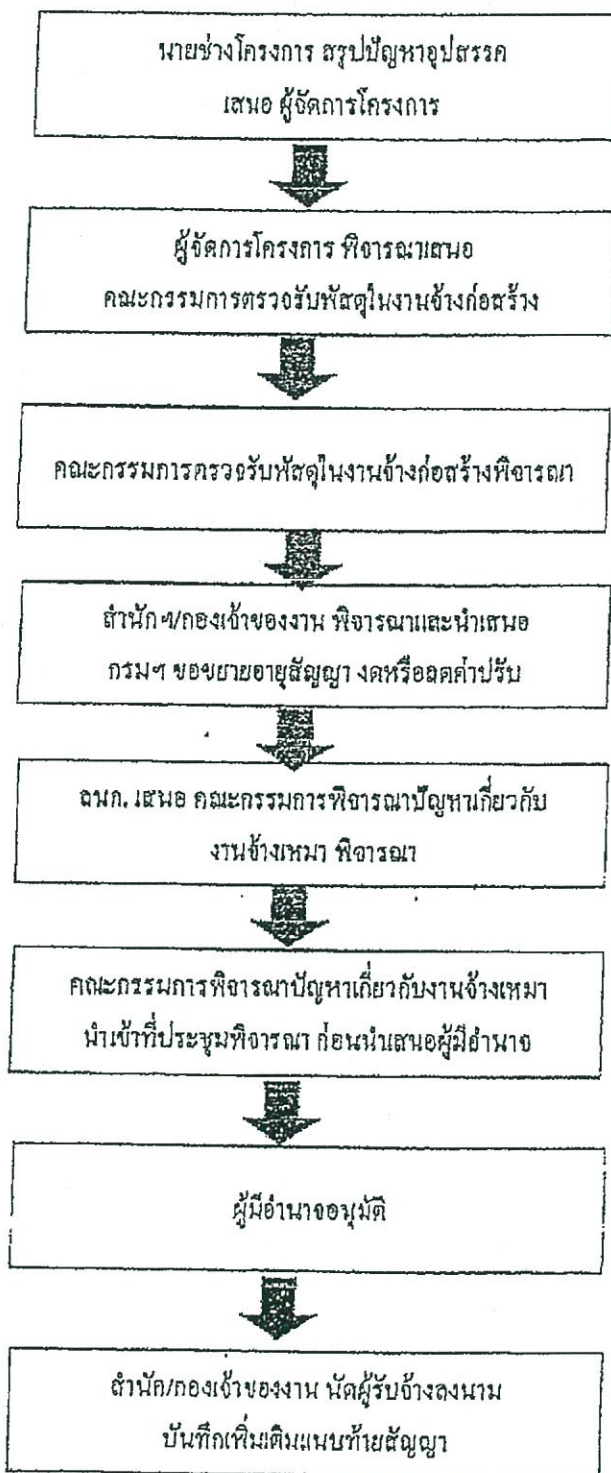 นายช่างโครงการ สรุปปัญหาอุปสรรค
เสนอ ผู้จัดการโครงการ
ผู้จัดการโครงการ พิจารณาเสนอ
คณะกรรมการตรวจรับพัสดุในงานจ้างก่อสร้าง
คณะกรรมการตรวจรับพัสดุในงานจ้างก่อสร้างพิจารณา
สำนักฯ/กองเจ้าของงาน พิจารณาและนำเสนอ
กรมฯ ขอขยายอายุสัญญา งดหรือลดค่าปรับ
ลนก. เสนอ คณะกรรมการพิจารณาปัญหาเกี่ยวกับ
งานจ้างเหมา พิจารณา
คณะกรรมการพิจารณาปัญหาเกี่ยวกับงานจ้างเหมา
นำเข้าที่ประชุมพิจารณา ก่อนนำเสนอผู้มีอำนาจ
ผู้มีอำนาจอนุมัติ
สำนัก/กองเจ้าของงาน นัดผู้รับจ้างลงนาม
บันทึกเพิ่มเติมแนบท้ายสัญญา